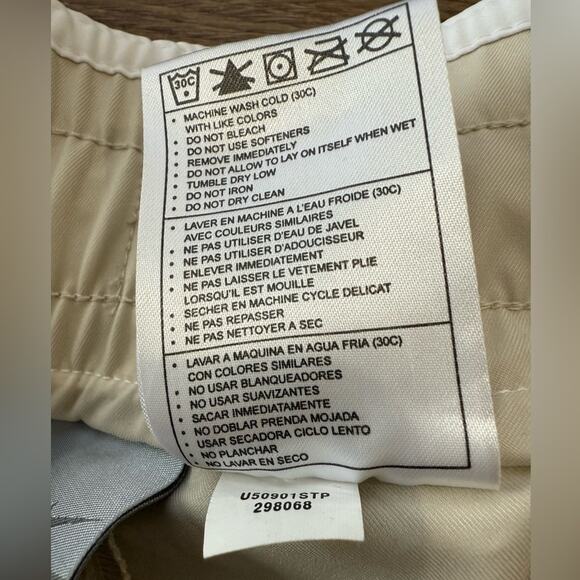 30C
• MACHINE WASH COLD (30C)
WITH LIKE COLORS
• DO NOT BLEACH
• DO NOT USE SOFTENERS
• REMOVE IMMEDIATELY
• DO NOT ALLOW TO LAY ON ITSELF WHEN WET
• TUMBLE DRY LOW
• DO NOT IRON
• DO NOT DRY CLEAN
• LAVER EN MACHINE A L'EAU FROIDE (30C)
AVEC COULEURS SIMILAIRES
• NE PAS UTILISER D'EAU DE JAVEL
• NE PAS UTILISER D'ADOUCISSEUR
• ENLEVER IMMEDIATEMENT
• NE PAS LAISSER LE VETEMENT PLIE
LORSQU'IL EST MOUILLE
• SECHER EN MACHINE CYCLE DELICAT
• NE PAS REPASSER
• NE PAS NETTOYER A SEC
• LAVAR A MAQUINA EN AGUA FRIA (30C)
CON COLORES SIMILARES
• NO USAR BLANQUEADORES
• NO USAR SUAVIZANTES
• SACAR INMEDIATAMENTE
• NO DOBLAR PRENDA MOJADA
• USAR SECADORA CICLO LENTO
• NO PLANCHAR
• NO LAVAR EN SECO
U50901STP
298068